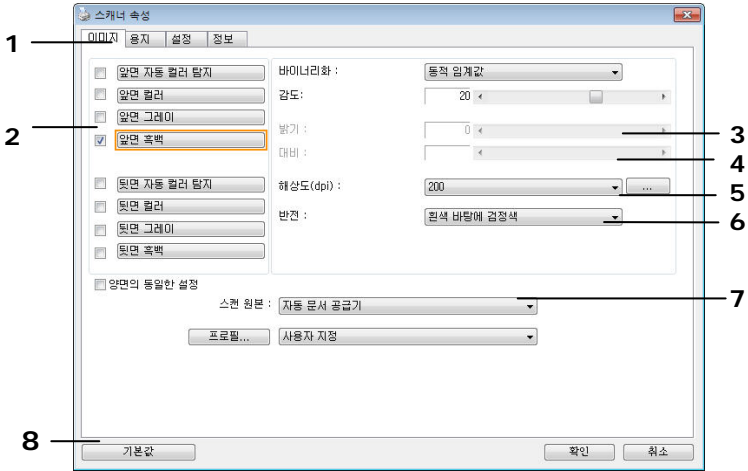 스캐너 속성
1
이미지 용지 설정 정보
2
앞면 자동 컬러 탐지
앞면 컬러
앞면 그레이
앞면 흑백
뒷면 자동 컬러 탐지
뒷면 컬러
뒷면 그레이
뒷면 흑백
바이너리화 : 동적 임계값
감도: 20
밝기 : 0
3
대비 :
4
해상도(dpi) : 200 ...
5
반전 : 흰색 바탕에 검정색
6
양면의 동일한 설정
7
스캔 원본 : 자동 문서 공급기
프로필... 사용자 지정
8
기본값 확인 취소